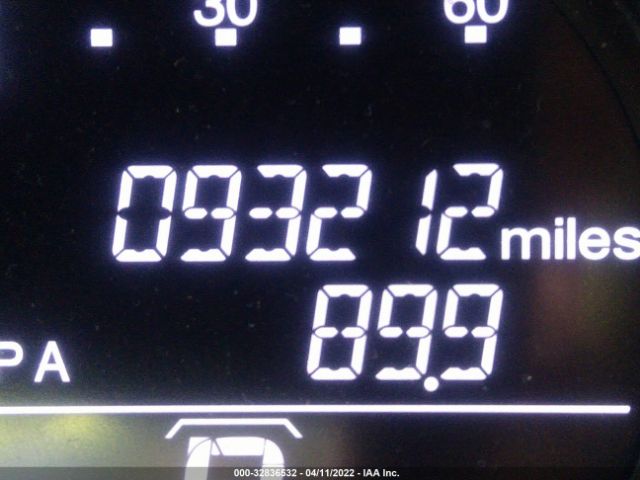 30 60
093212 miles
89.9
PA
000-32836532 - 04/11/2022 - IAA Inc.